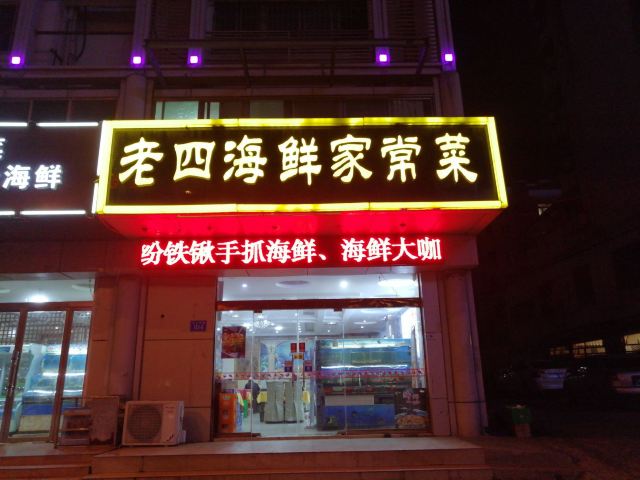 老四海鲜家常菜
海鲜
吩铁锹手抓海鲜、海鲜大咖